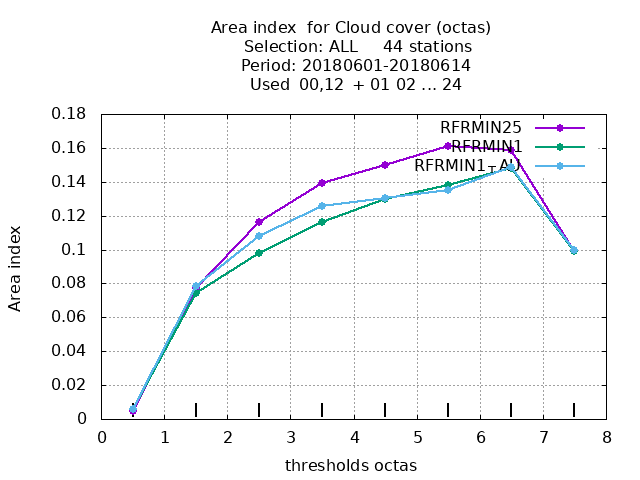 Area index  for Cloud cover (octas)
Selection: ALL     44 stations
Period: 20180601-20180614
Used  00,12  + 01 02 ... 24
RFRMIN25
RFRMIN1
RFRMIN1+AU
Area index
0.18
0.16
0.14
0.12
0.1
0.08
0.06
0.04
0.02
0
0 1 2 3 4 5 6 7 8
thresholds octas